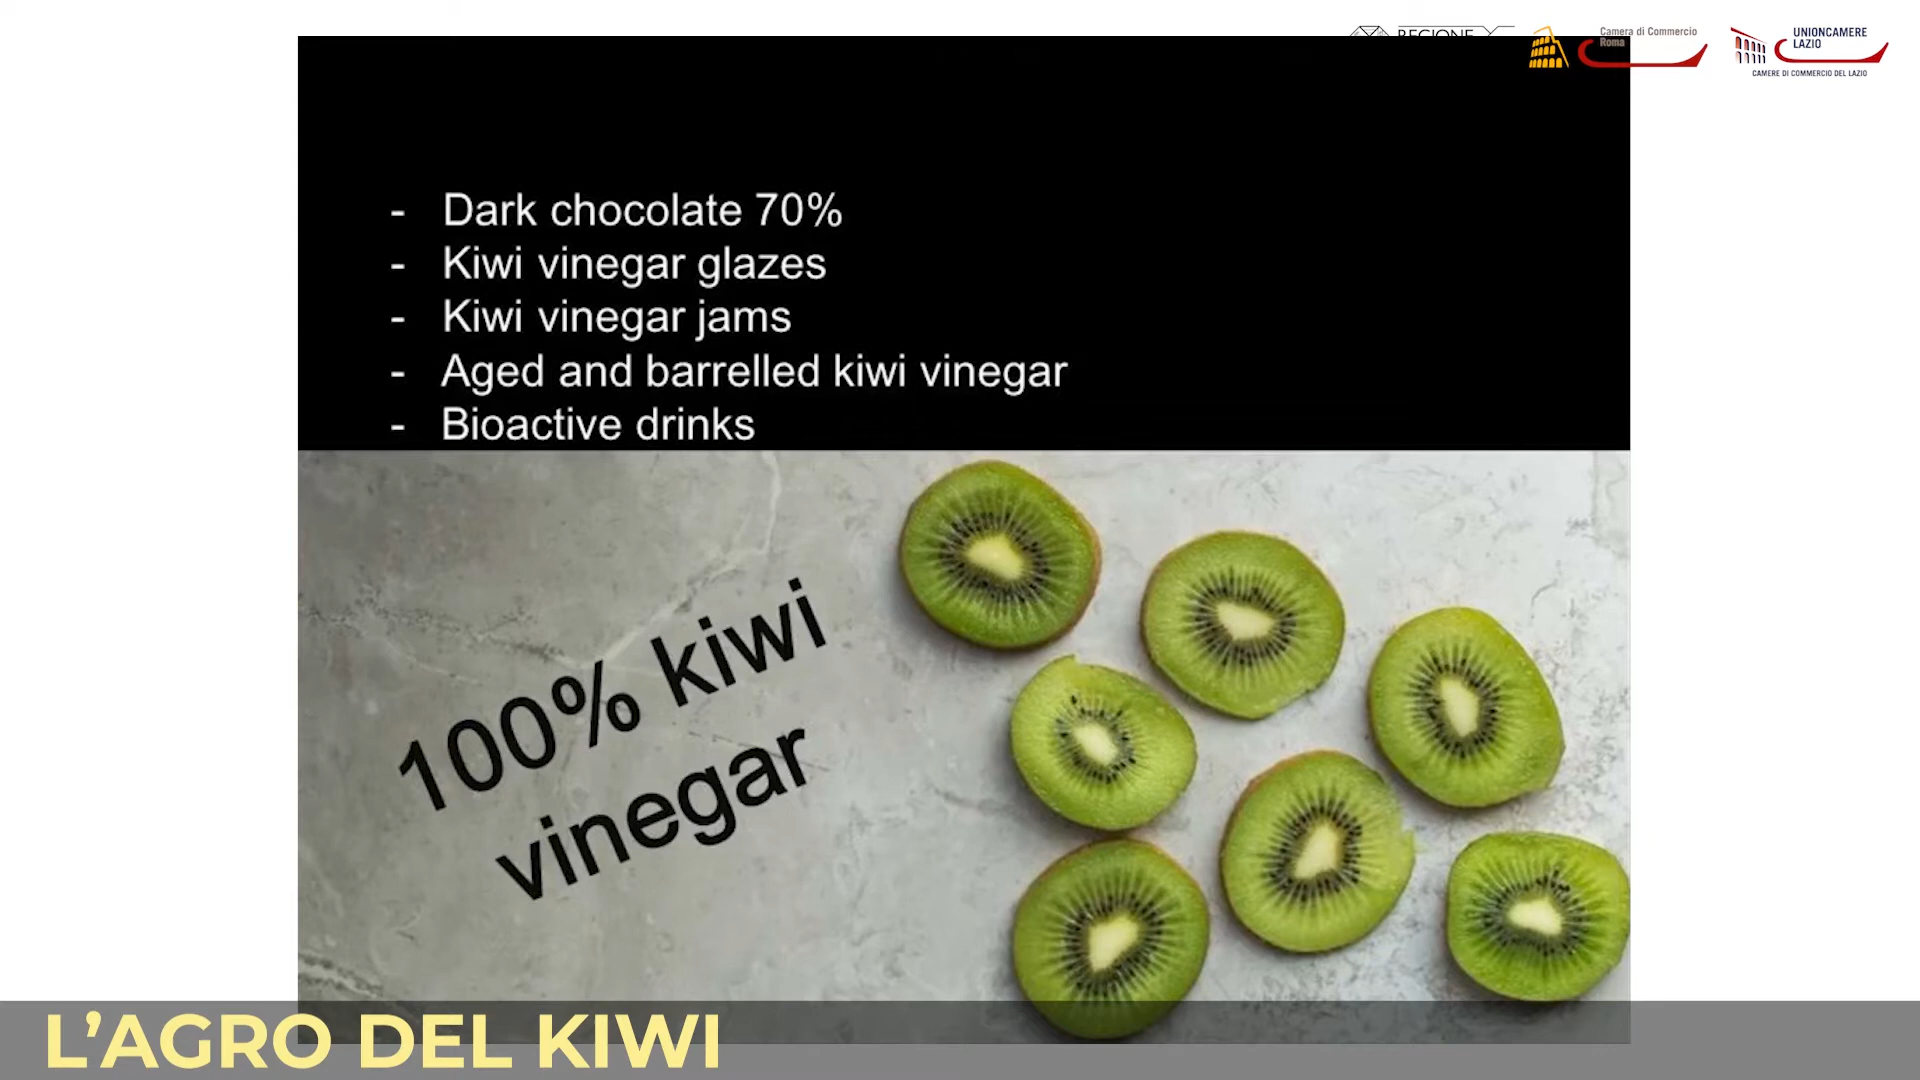 Camera di Commercio
Roma
UNIONCAMERE
LAZIO
CAMERE DI COMMERCIO DEL LAZIO
- Dark chocolate 70%
- Kiwi vinegar glazes
- Kiwi vinegar jams
- Aged and barrelled kiwi vinegar
- Bioactive drinks
100% kiwi
vinegar
L’AGRO DEL KIWI